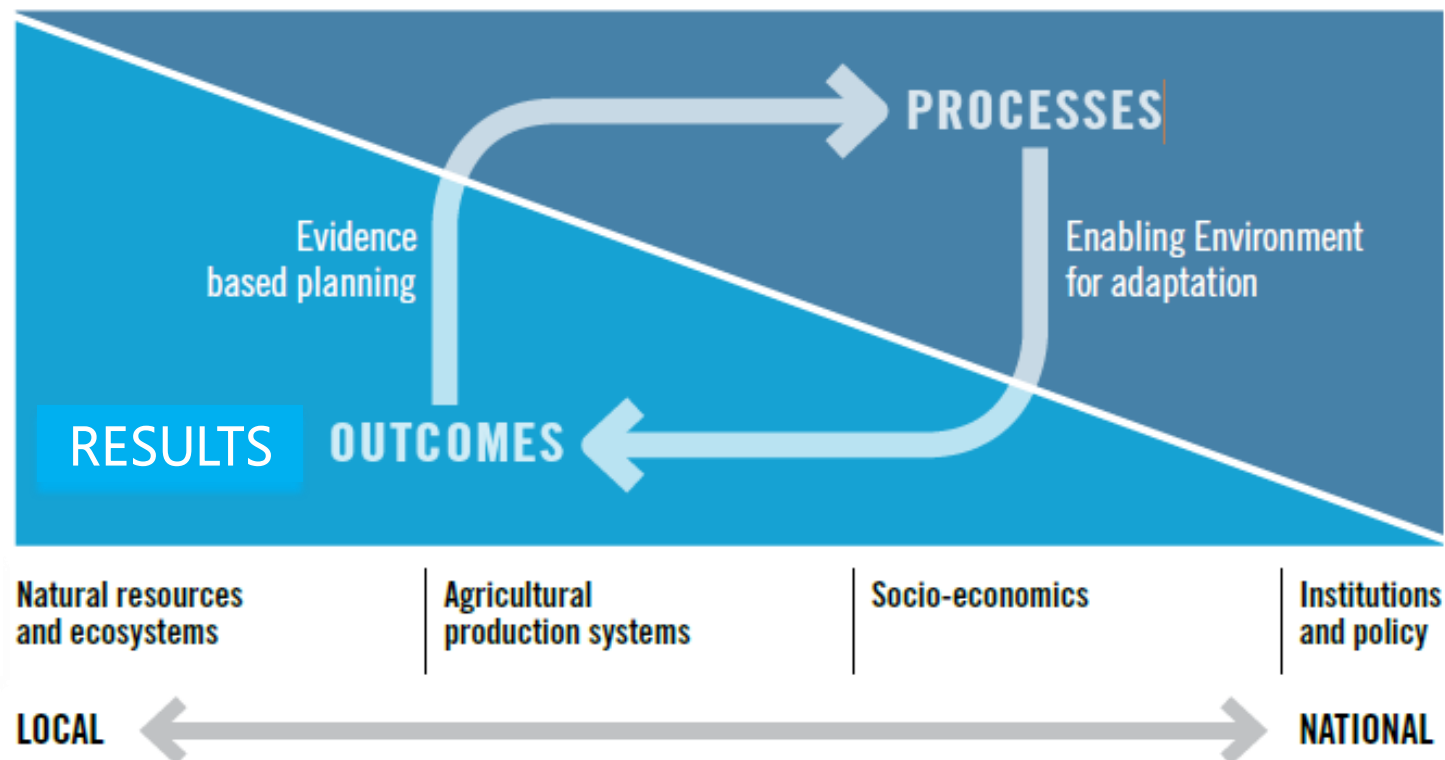 PROCESSES
Evidence
based planning
Enabling Environment
for adaptation
RESULTS
OUTCOMES
Natural resources
and ecosystems
Agricultural
production systems
Socio-economics
Institutions
and policy
LOCAL
NATIONAL